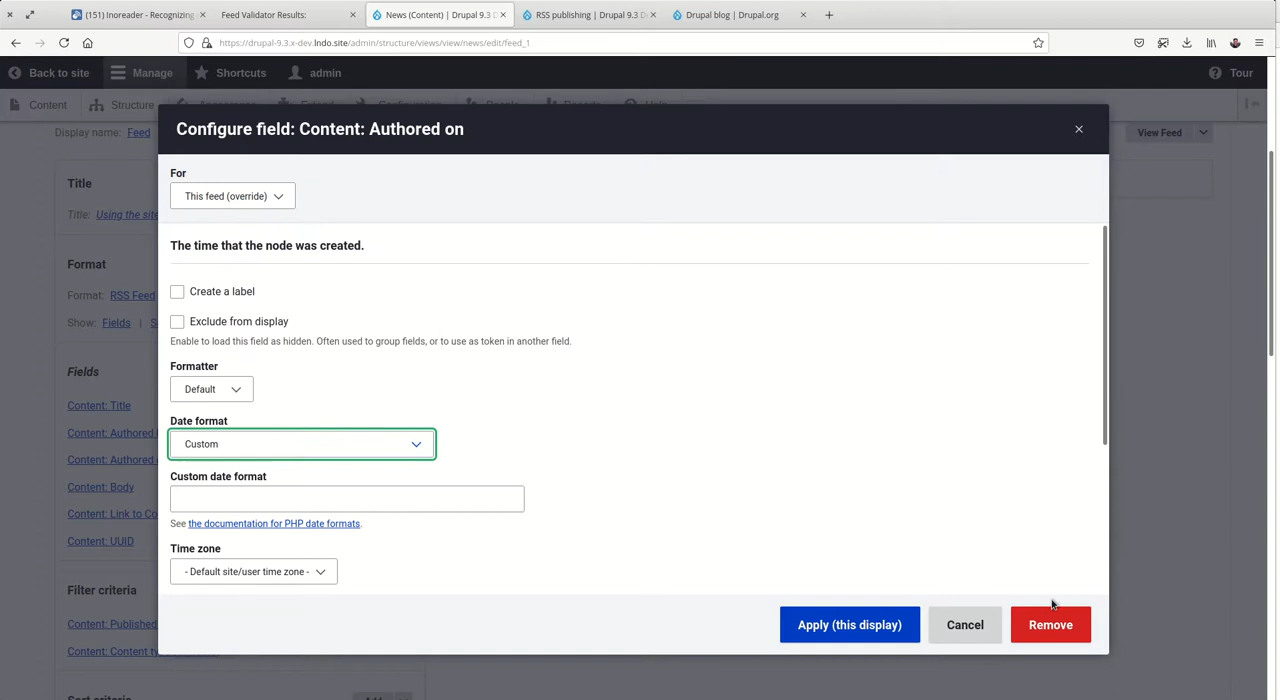 (151) Inoreader - Recognizing
Feed Validator Results:
News (Content) | Drupal 9.3 D
RSS publishing | Drupal 9.3 D
Drupal blog | Drupal.org
https://drupal-9.3.x-dev.lndo.site/admin/structure/views/view/news/edit/feed_1
Back to site
Manage
Shortcuts
admin
Tour
Content
Structure
Configure field: Content: Authored on
Display name: Feed
View Feed
For
This feed (override)
Title
Title: Using the site
The time that the node was created.
Format
Format: RSS Feed
Show: Fields |
Create a label
Exclude from display
Enable to load this field as hidden. Often used to group fields, or to use as token in another field.
Formatter
Default
Fields
Content: Title
Content: Authored
Content: Authored
Content: Body
Content: Link to Co
Content: UUID
Date format
Custom
Custom date format
See the documentation for PHP date formats.
Time zone
- Default site/user time zone -
Filter criteria
Content: Published
Content: Content
Apply (this display)
Cancel
Remove
Sort criteria
Add